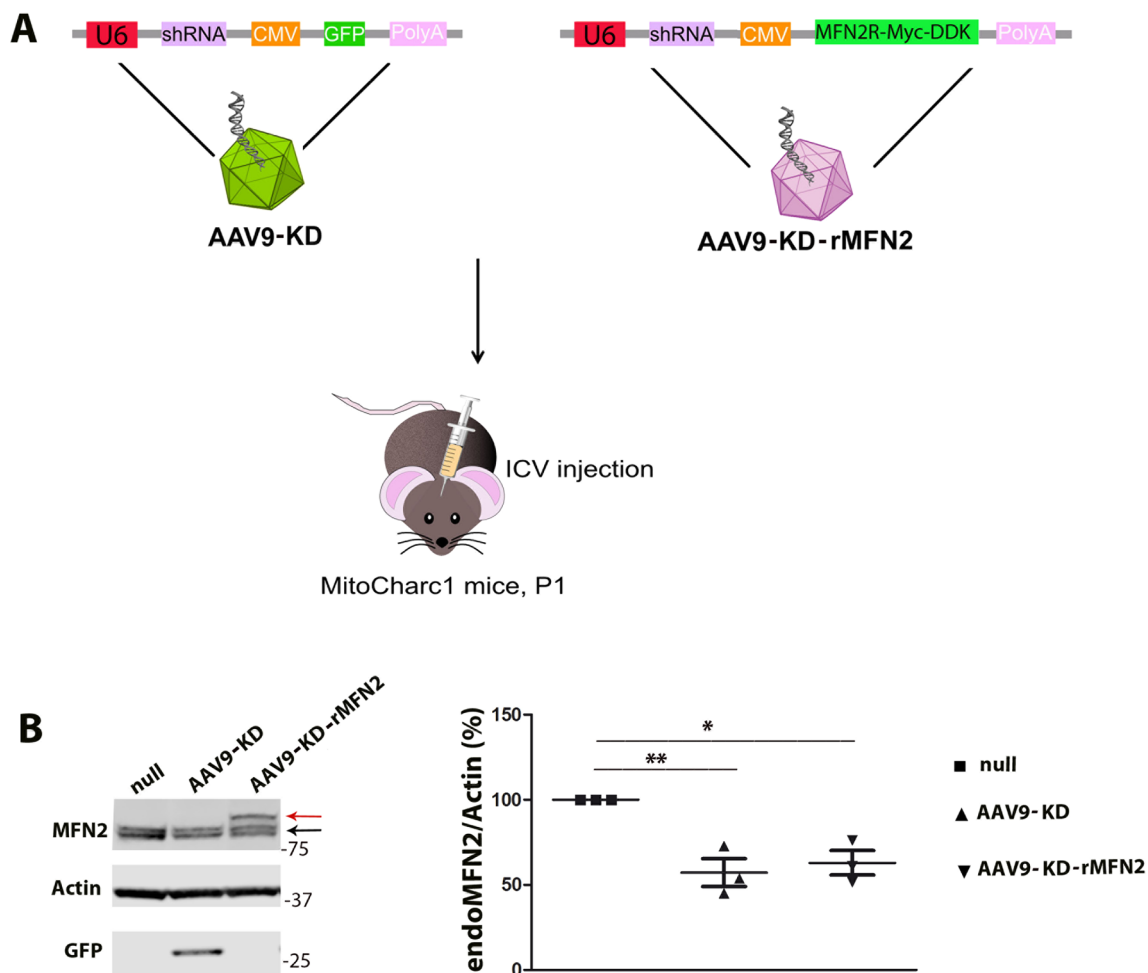 A
U6 shRNA CMV GFP PolyA
U6 shRNA CMV MFN2R-Myc-DDK PolyA
AAV9-KD
AAV9-KD-rMFN2
ICV injection
MitoCharc1 mice, P1
B
null
AAV9-KD
AAV9-KD-rMFN2
MFN2
-75
Actin
-37
GFP
-25
endoMFN2/Actin (%)
150
100
50
0
*
**
null
AAV9-KD
AAV9-KD-rMFN2